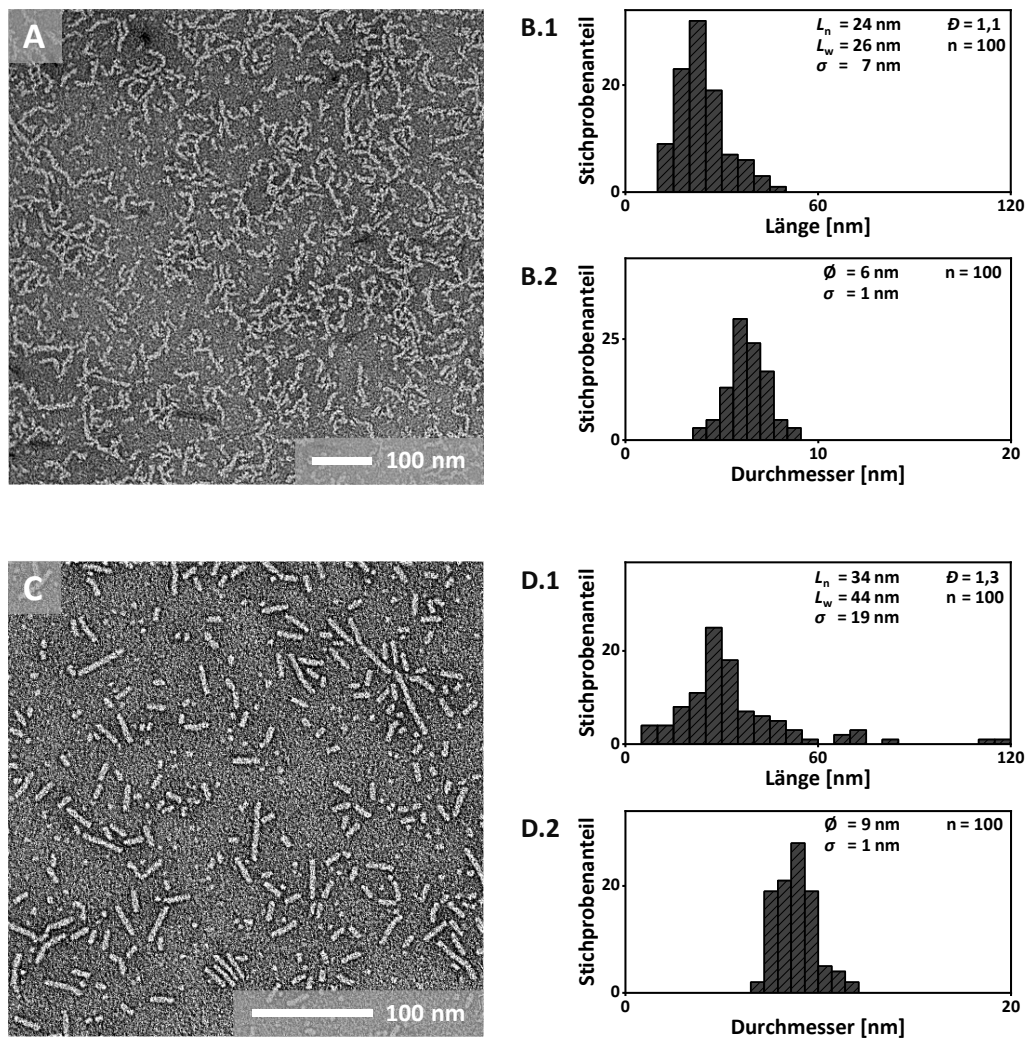 A
100 nm
B.1
Stichprobenanteil
20
0
Lₙ = 24 nm
L_w = 26 nm
σ = 7 nm
Đ = 1,1
n = 100
0
60
120
Länge [nm]
B.2
Stichprobenanteil
25
0
Ø = 6 nm
σ = 1 nm
n = 100
0
10
20
Durchmesser [nm]
C
100 nm
D.1
Stichprobenanteil
20
0
Lₙ = 34 nm
L_w = 44 nm
σ = 19 nm
Đ = 1,3
n = 100
0
60
120
Länge [nm]
D.2
Stichprobenanteil
20
0
Ø = 9 nm
σ = 1 nm
n = 100
0
20
Durchmesser [nm]